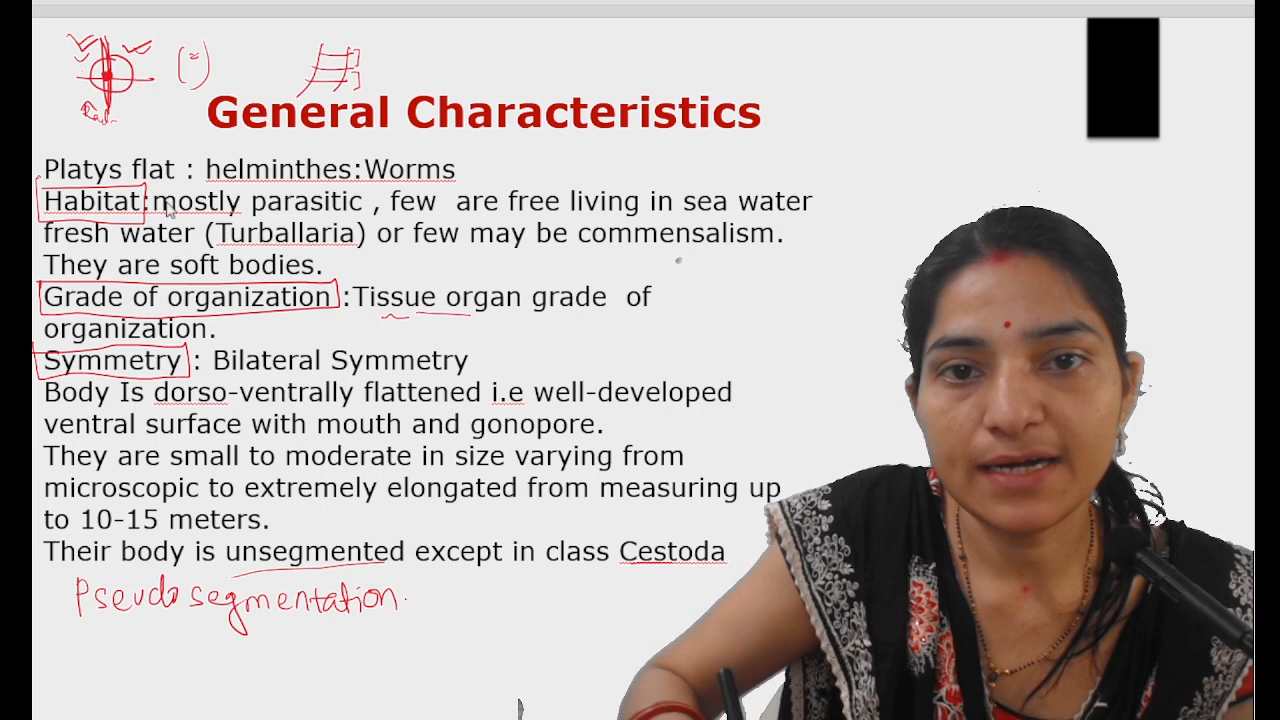 General Characteristics
Platys flat : helminthes:Worms
Habitat:mostly parasitic , few are free living in sea water
fresh water (Turballaria) or few may be commensalism.
They are soft bodies.
Grade of organization :Tissue organ grade of
organization.
Symmetry : Bilateral Symmetry
Body Is dorso-ventrally flattened i.e well-developed
ventral surface with mouth and gonopore.
They are small to moderate in size varying from
microscopic to extremely elongated from measuring up
to 10-15 meters.
Their body is unsegmented except in class Cestoda
Pseudo segmentation.